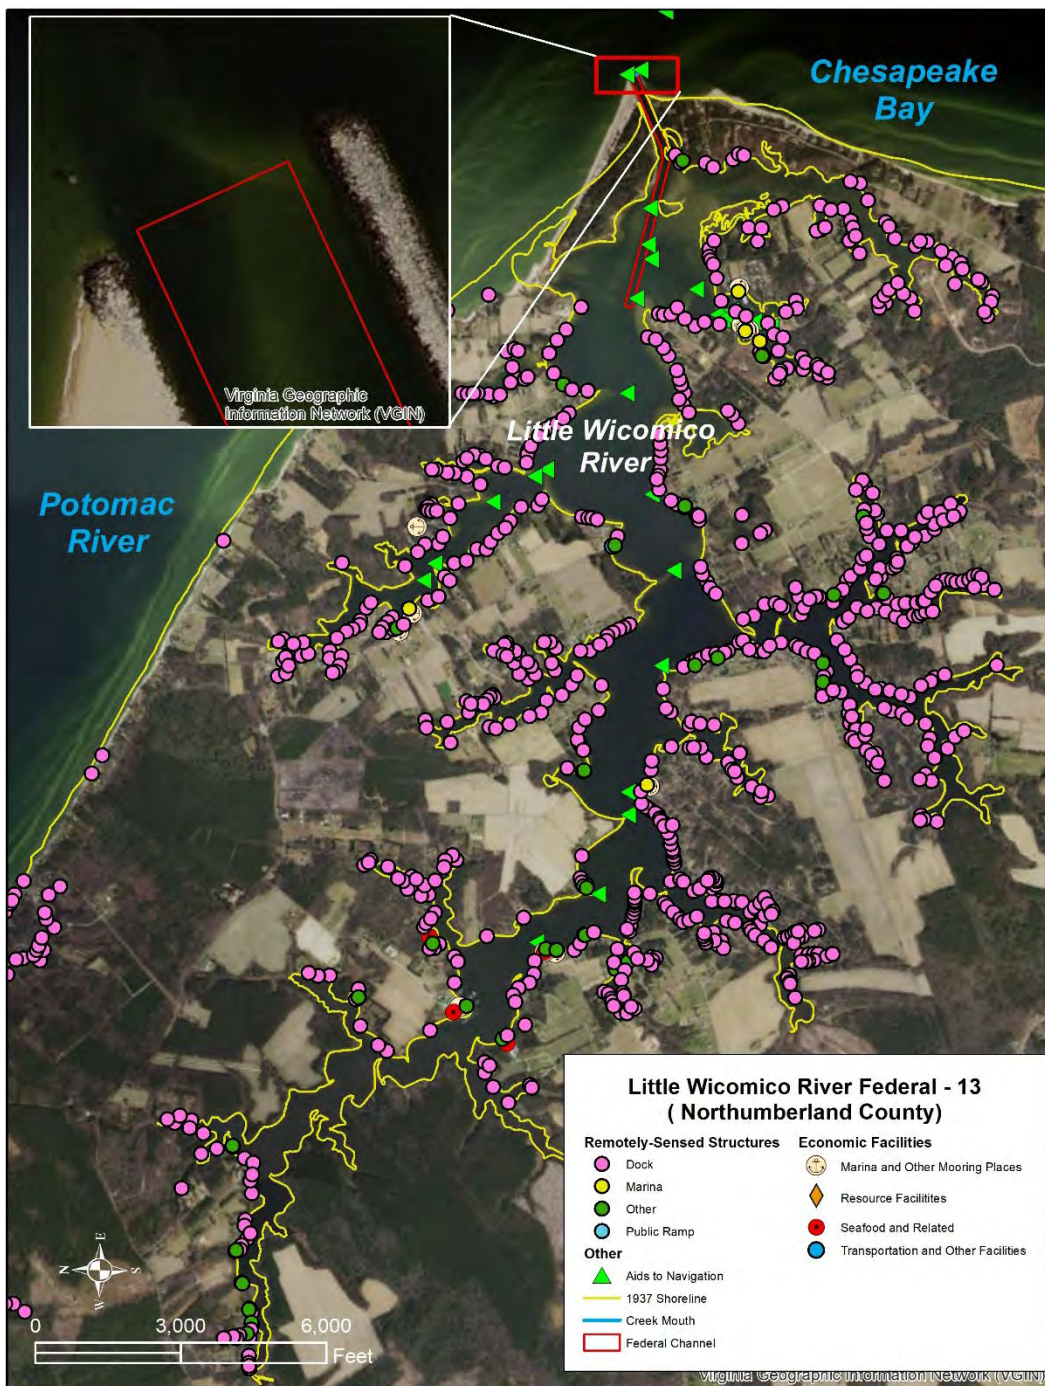 Chesapeake
Bay
Virginia Geographic
Information Network (VGIN)
Little Wicomico
River
Potomac
River
Little Wicomico River Federal - 13
( Northumberland County)
Remotely-Sensed Structures
Dock
Marina
Other
Public Ramp
Other
Aids to Navigation
1937 Shoreline
Creek Mouth
Federal Channel
Economic Facilities
Marina and Other Mooring Places
Resource Facilitites
Seafood and Related
Transportation and Other Facilities
N
E
S
W
0 3,000 6,000
Feet
Virginia Geographic Information Network (VGIN)